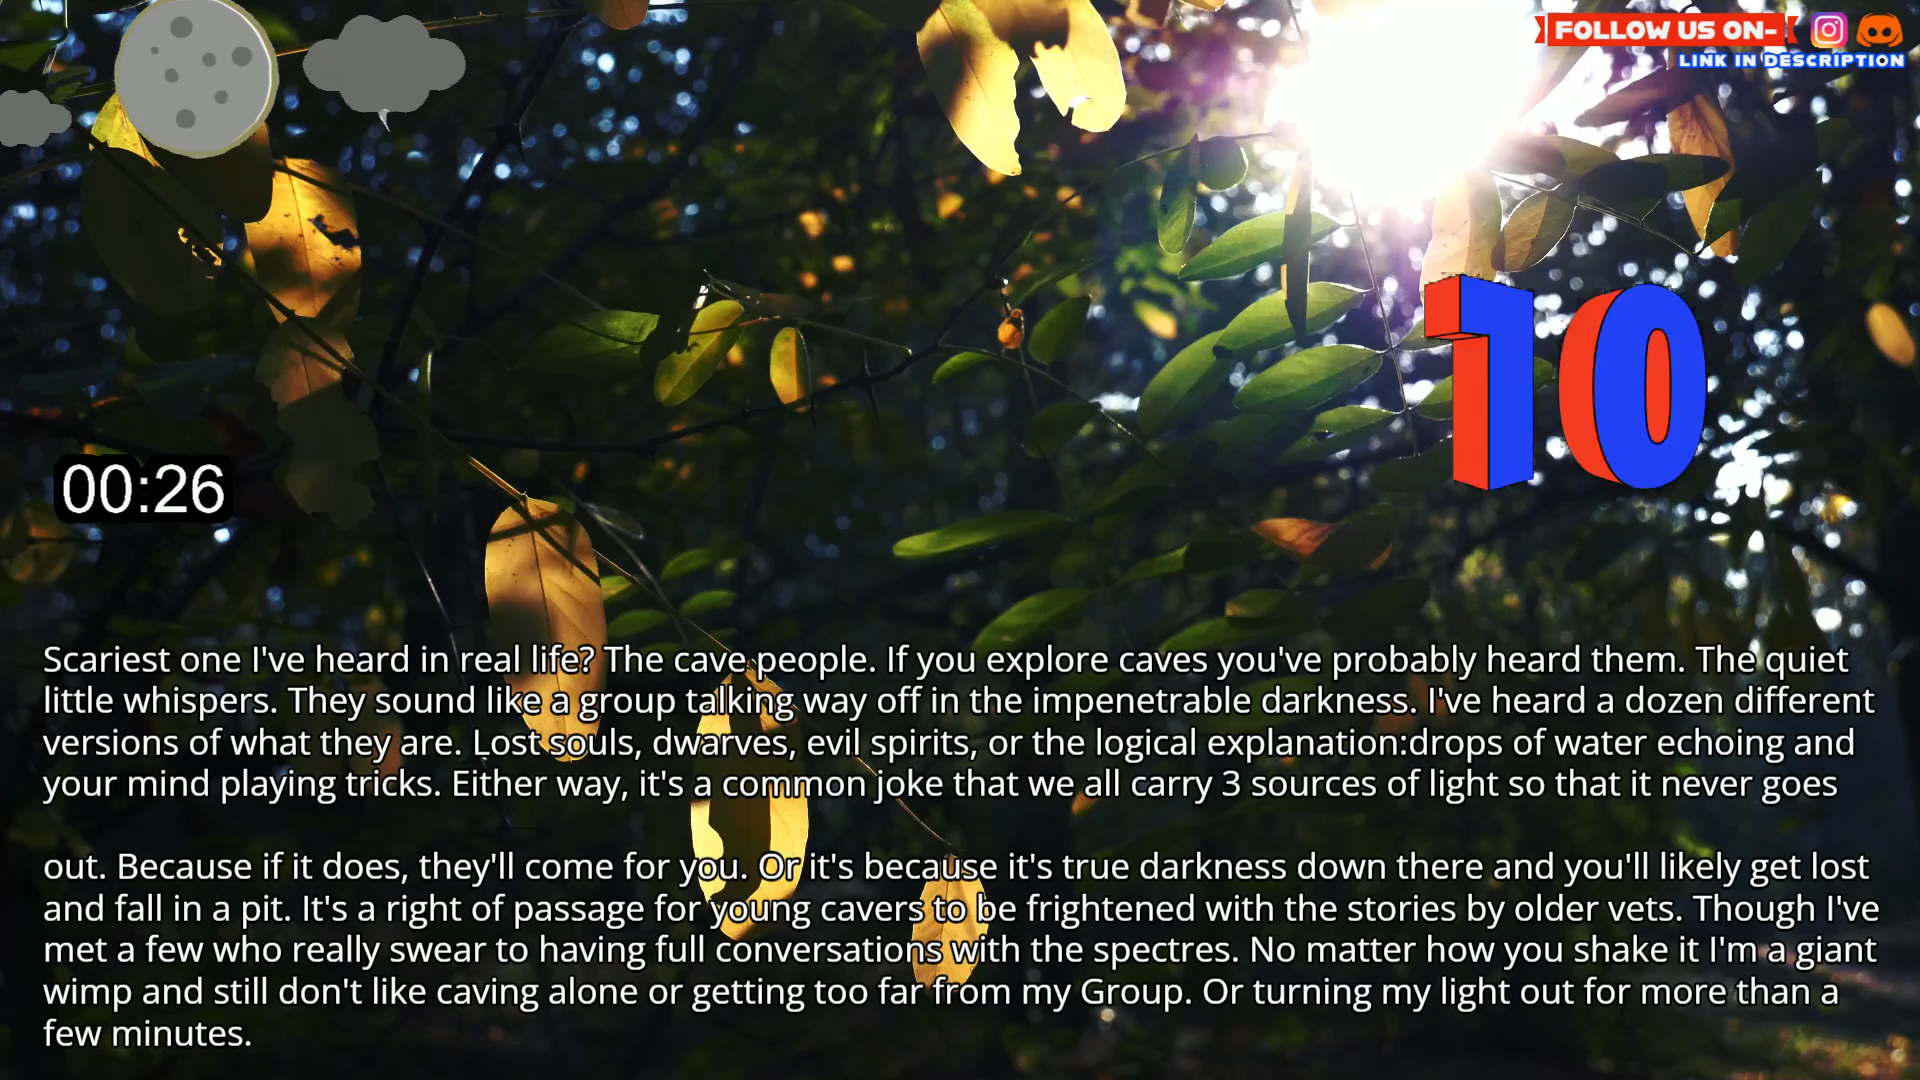 FOLLOW US ON-
LINK IN DESCRIPTION
10
00:26
Scariest one I've heard in real life? The cave people. If you explore caves you've probably heard them. The quiet
little whispers. They sound like a group talking way off in the impenetrable darkness. I've heard a dozen different
versions of what they are. Lost souls, dwarves, evil spirits, or the logical explanation:drops of water echoing and
your mind playing tricks. Either way, it's a common joke that we all carry 3 sources of light so that it never goes
out. Because if it does, they'll come for you. Or it's because it's true darkness down there and you'll likely get lost
and fall in a pit. It's a right of passage for young cavers to be frightened with the stories by older vets. Though I've
met a few who really swear to having full conversations with the spectres. No matter how you shake it I'm a giant
wimp and still don't like caving alone or getting too far from my Group. Or turning my light out for more than a
few minutes.